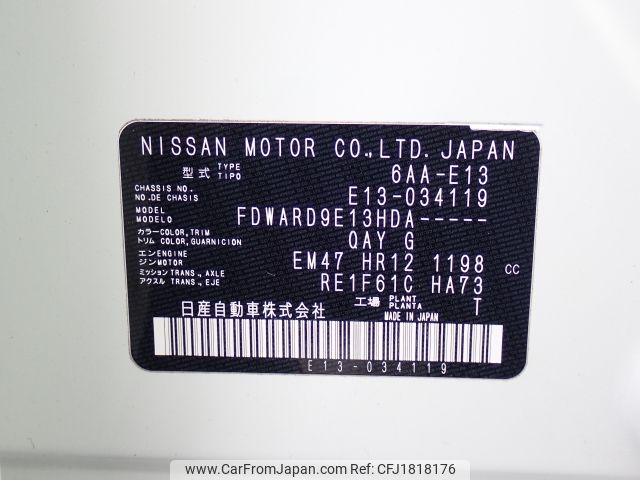 NISSAN MOTOR CO.,LTD. JAPAN
型式 TYPE TIPO 6AA-E13
CHASSIS NO. NO.DE CHASIS E13-034119
MODEL MODELO FDWARD9E13HDA-----
カラーCOLOR,TRIM トリム COLOR,GUARNICION QAY G
エンENGINE ジンMOTOR EM47 HR12 1198 CC
ミッションTRANS.,AXLE アクスル TRANS.,EJE RE1F61C HA73
日産自動車株式会社 工場 PLANT PLANTA T
MADE IN JAPAN
E13-034119
www.CarFromJapan.com | Ref No. CFJ1818176